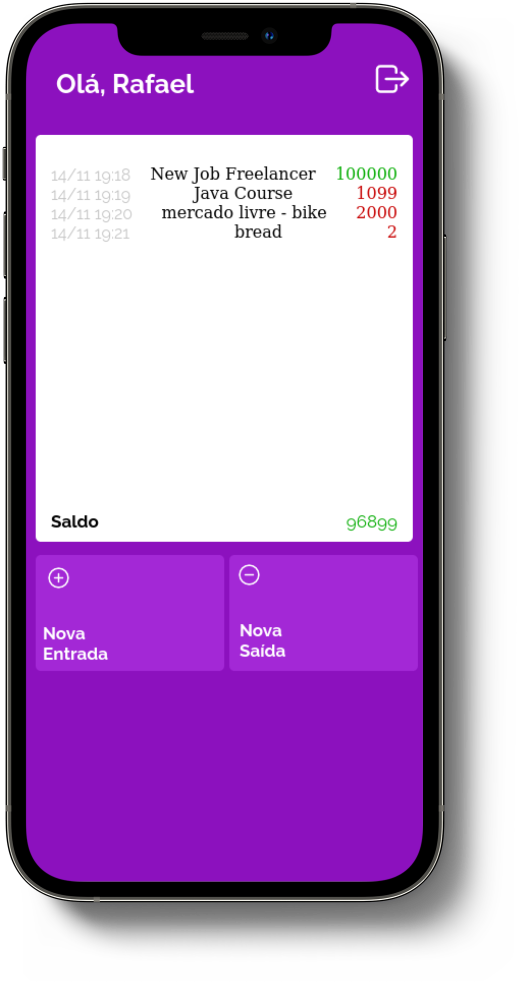 Olá, Rafael
14/11 19:18 New Job Freelancer 100000
14/11 19:19 Java Course 1099
14/11 19:20 mercado livre - bike 2000
14/11 19:21 bread 2
Saldo 96899
Nova
Entrada
Nova
Saída